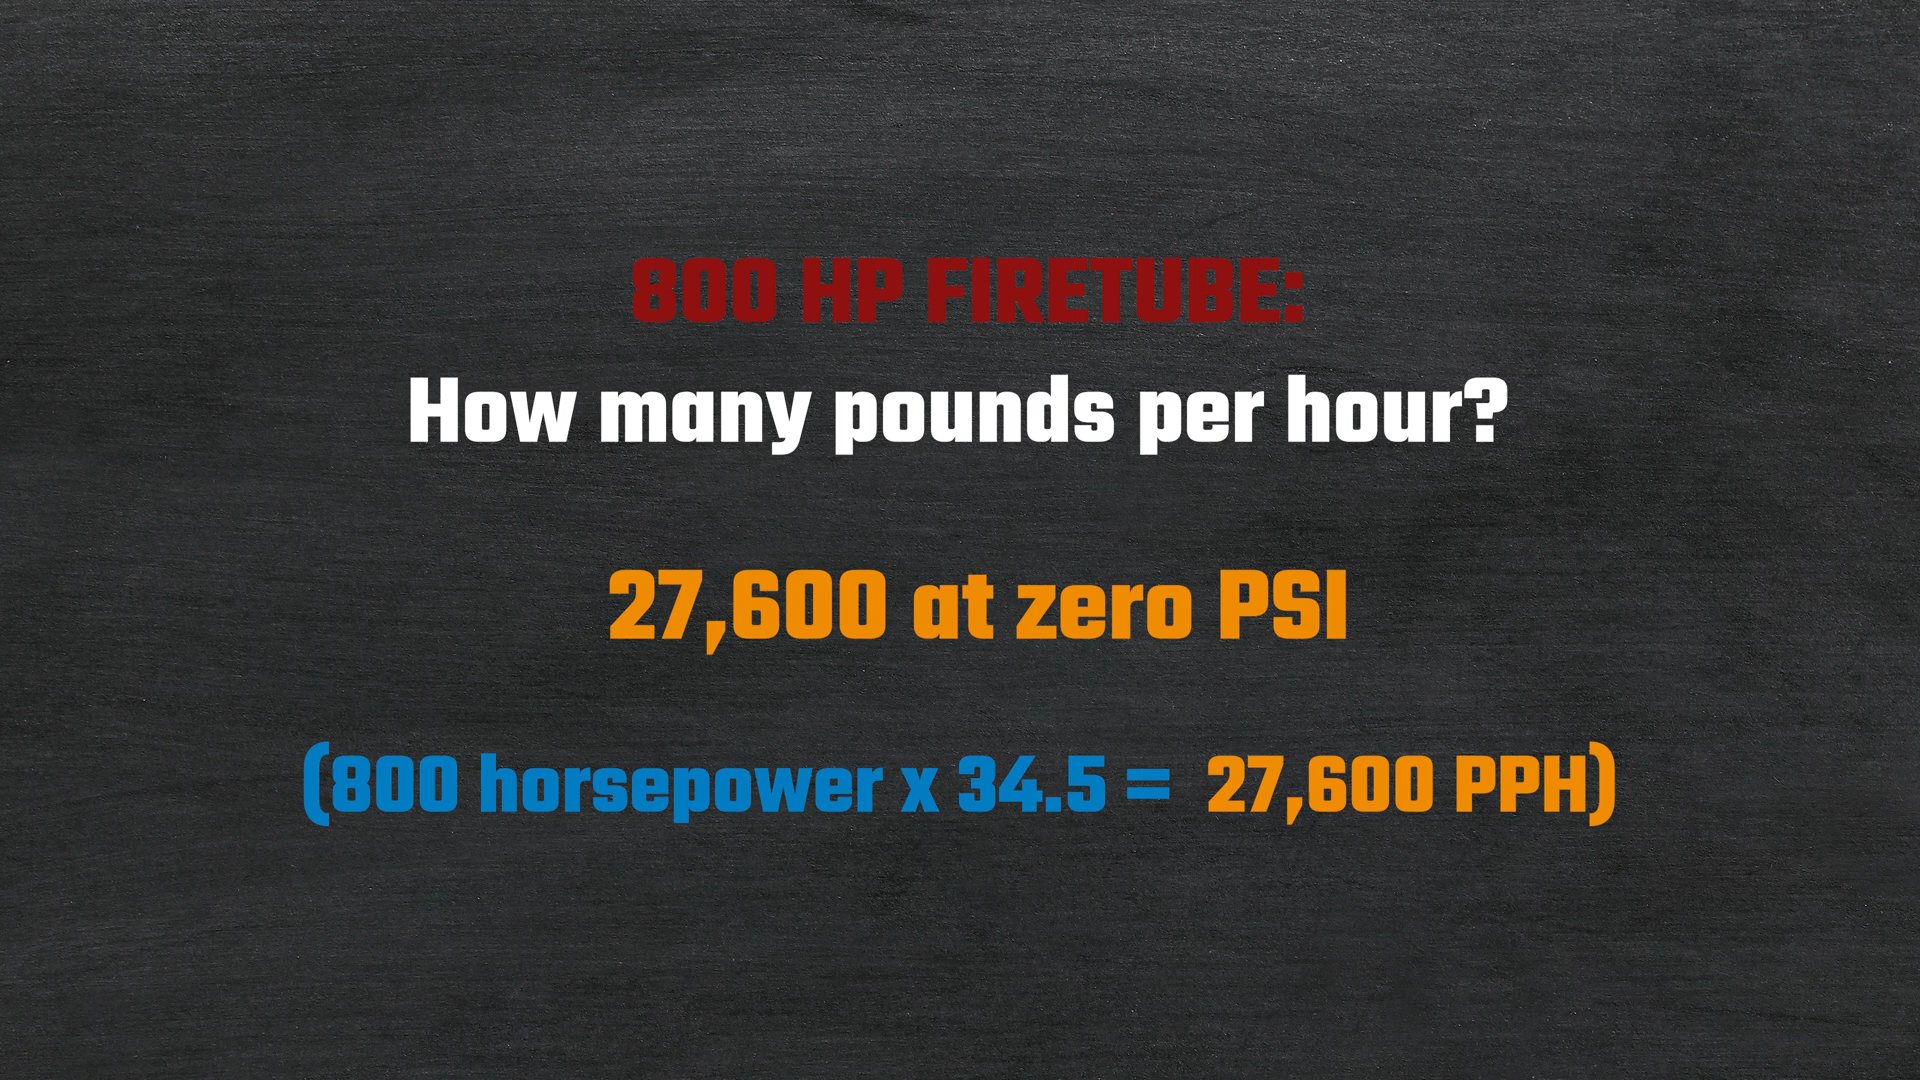 800 HP FIRETUBE:
How many pounds per hour?
27,600 at zero PSI
(800 horsepower x 34.5 = 27,600 PPH)